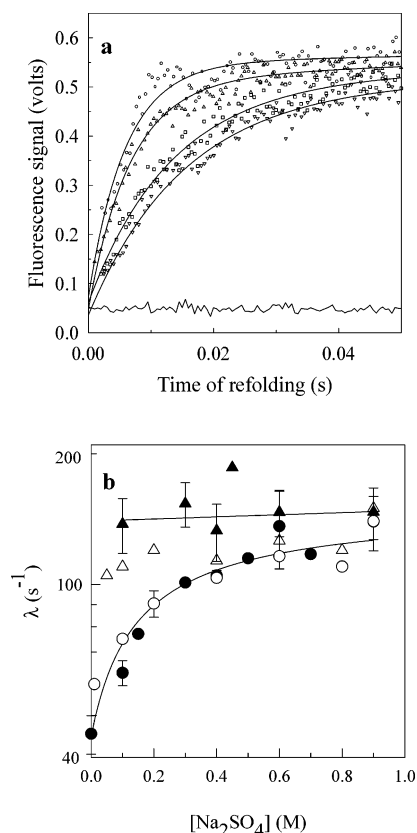 a
0.6
0.5
0.4
0.3
0.2
0.1
0.0
Fluorescence signal (volts)
0.00 0.02 0.04
Time of refolding (s)
b
200
100
40
λ (s⁻¹)
0.0 0.2 0.4 0.6 0.8 1.0
[Na₂SO₄] (M)